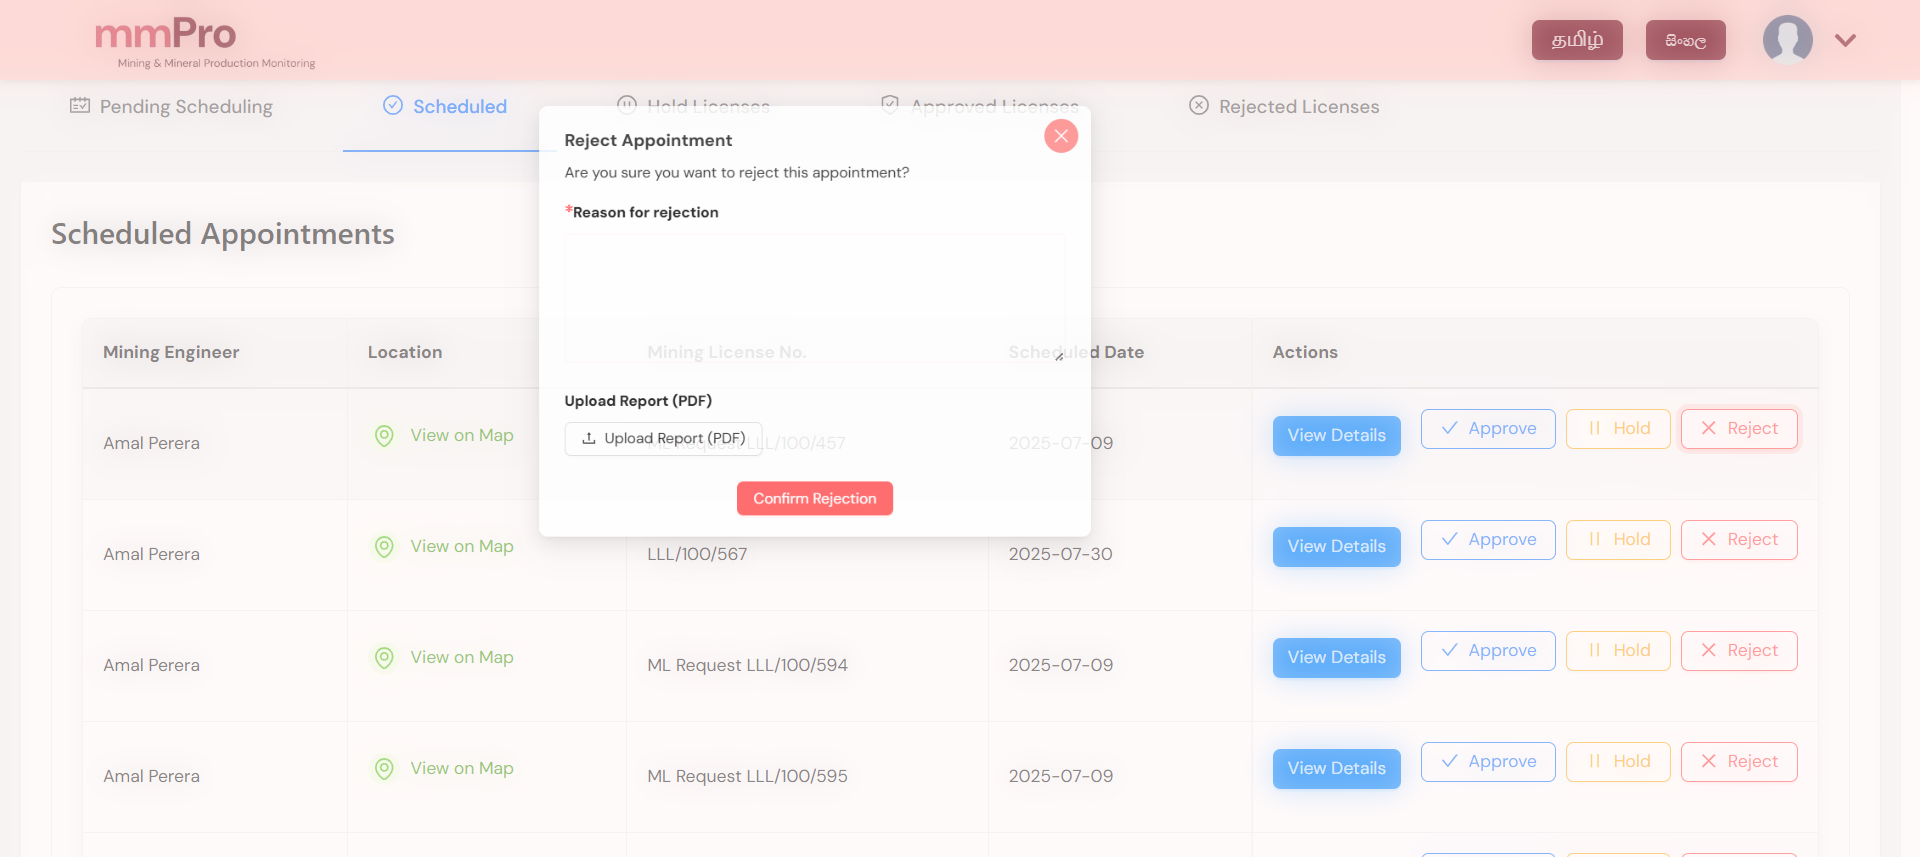 mmPro
Mining & Mineral Production Monitoring
தமிழ்
සිංහල
Pending Scheduling
Scheduled
Hold Licenses
Approved Licenses
Rejected Licenses
Reject Appointment
Are you sure you want to reject this appointment?
*Reason for rejection
Upload Report (PDF)
Upload Report (PDF)
Confirm Rejection
Scheduled Appointments
Mining Engineer Location Mining License No. Scheduled Date Actions
Amal Perera View on Map ML Request LLL/100/457 2025-07-09 View Details Approve Hold Reject
Amal Perera View on Map LLL/100/567 2025-07-30 View Details Approve Hold Reject
Amal Perera View on Map ML Request LLL/100/594 2025-07-09 View Details Approve Hold Reject
Amal Perera View on Map ML Request LLL/100/595 2025-07-09 View Details Approve Hold Reject